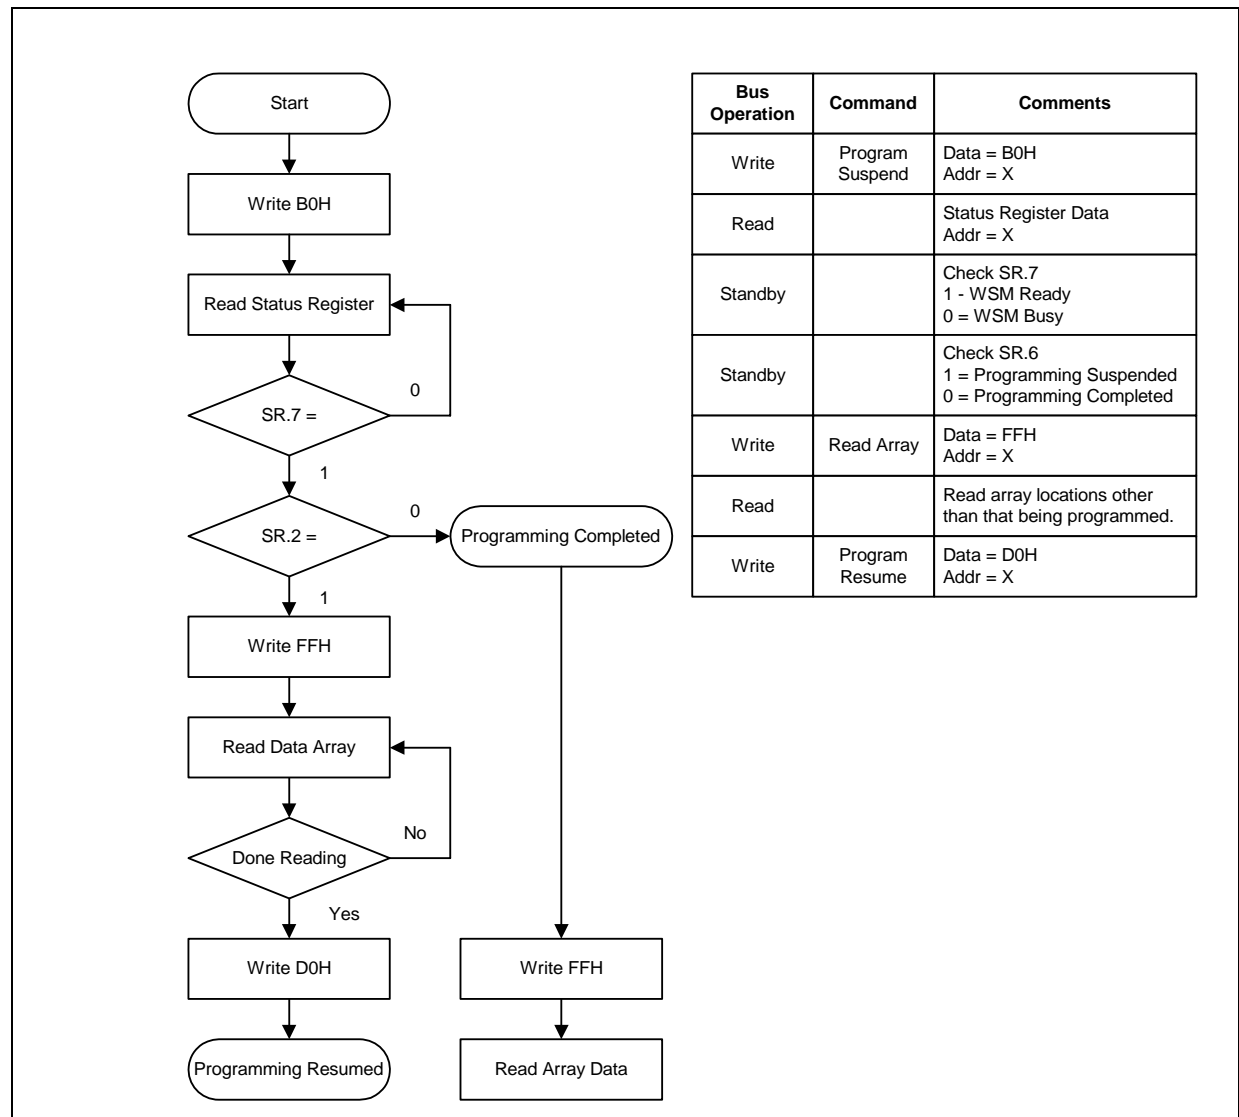 Start
Write B0H
Read Status Register
0
SR.7 =
1
0
SR.2 =
Programming Completed
1
Write FFH
Read Data Array
No
Done Reading
Yes
Write D0H
Write FFH
Programming Resumed
Read Array Data
Bus
Operation
Command
Comments
Write
Program
Suspend
Data = B0H
Addr = X
Read
Status Register Data
Addr = X
Standby
Check SR.7
1 - WSM Ready
0 = WSM Busy
Standby
Check SR.6
1 = Programming Suspended
0 = Programming Completed
Write
Read Array
Data = FFH
Addr = X
Read
Read array locations other
than that being programmed.
Write
Program
Resume
Data = D0H
Addr = X